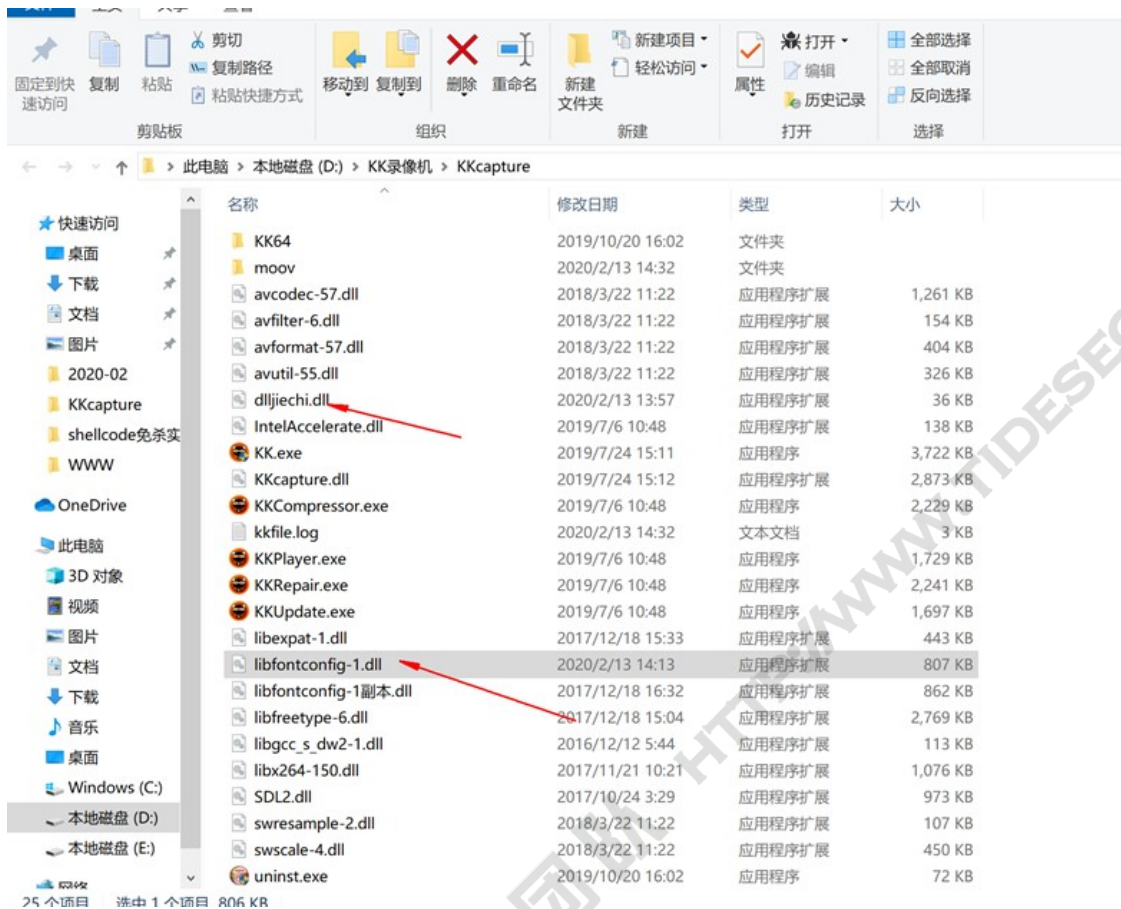 剪切
复制路径
粘贴快捷方式
固定到快速访问
复制
粘贴
移动到
复制到
删除
重命名
新建项目
轻松访问
新建文件夹
属性
打开
编辑
历史记录
全部选择
全部取消
反向选择
剪贴板
组织
新建
打开
选择
此电脑 > 本地磁盘 (D:) > KK录像机 > KKcapture
快速访问
桌面
下载
文档
图片
2020-02
KKcapture
shellcode免杀实
WWW
OneDrive
此电脑
3D 对象
视频
图片
文档
下载
音乐
桌面
Windows (C:)
本地磁盘 (D:)
本地磁盘 (E:)
网络
名称 修改日期 类型 大小
KK64 2019/10/20 16:02 文件夹
moov 2020/2/13 14:32 文件夹
avcodec-57.dll 2018/3/22 11:22 应用程序扩展 1,261 KB
avfilter-6.dll 2018/3/22 11:22 应用程序扩展 154 KB
avformat-57.dll 2018/3/22 11:22 应用程序扩展 404 KB
avutil-55.dll 2018/3/22 11:22 应用程序扩展 326 KB
dlljiechi.dll 2020/2/13 13:57 应用程序扩展 36 KB
IntelAccelerate.dll 2019/7/6 10:48 应用程序扩展 138 KB
KK.exe 2019/7/24 15:11 应用程序 3,722 KB
KKcapture.dll 2019/7/24 15:12 应用程序扩展 2,873 KB
KKCompressor.exe 2019/7/6 10:48 应用程序 2,229 KB
kkfile.log 2020/2/13 14:32 文本文档 3 KB
KKPlayer.exe 2019/7/6 10:48 应用程序 1,729 KB
KKRepair.exe 2019/7/6 10:48 应用程序 2,241 KB
KKUpdate.exe 2019/7/6 10:48 应用程序 1,697 KB
libexpat-1.dll 2017/12/18 15:33 应用程序扩展 443 KB
libfontconfig-1.dll 2020/2/13 14:13 应用程序扩展 807 KB
libfontconfig-1副本.dll 2017/12/18 16:32 应用程序扩展 862 KB
libfreetype-6.dll 2017/12/18 15:04 应用程序扩展 2,769 KB
libgcc_s_dw2-1.dll 2016/12/12 5:44 应用程序扩展 113 KB
libx264-150.dll 2017/11/21 10:21 应用程序扩展 1,076 KB
SDL2.dll 2017/10/24 3:29 应用程序扩展 973 KB
swresample-2.dll 2018/3/22 11:22 应用程序扩展 107 KB
swscale-4.dll 2018/3/22 11:22 应用程序扩展 450 KB
uninst.exe 2019/10/20 16:02 应用程序 72 KB
25 个项目 选中 1 个项目 806 KB
团队 HTTP://WWW.TIDESEC